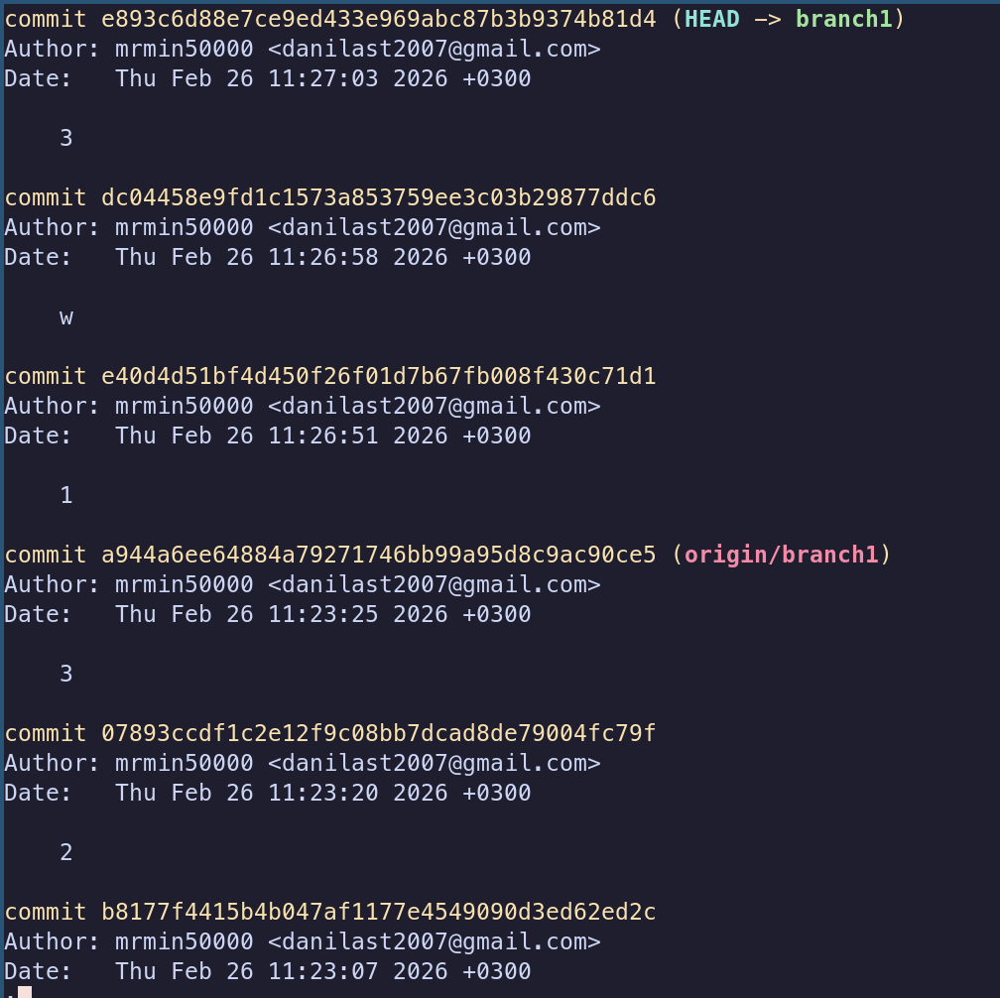 commit e893c6d88e7ce9ed433e969abc87b3b9374b81d4 (HEAD -> branch1)
Author: mrmin50000 <danilast2007@gmail.com>
Date:   Thu Feb 26 11:27:03 2026 +0300

    3

commit dc04458e9fd1c1573a853759ee3c03b29877ddc6
Author: mrmin50000 <danilast2007@gmail.com>
Date:   Thu Feb 26 11:26:58 2026 +0300

    w

commit e40d4d51bf4d450f26f01d7b67fb008f430c71d1
Author: mrmin50000 <danilast2007@gmail.com>
Date:   Thu Feb 26 11:26:51 2026 +0300

    1

commit a944a6ee64884a79271746bb99a95d8c9ac90ce5 (origin/branch1)
Author: mrmin50000 <danilast2007@gmail.com>
Date:   Thu Feb 26 11:23:25 2026 +0300

    3

commit 07893ccdf1c2e12f9c08bb7dcad8de79004fc79f
Author: mrmin50000 <danilast2007@gmail.com>
Date:   Thu Feb 26 11:23:20 2026 +0300

    2

commit b8177f4415b4b047af1177e4549090d3ed62ed2c
Author: mrmin50000 <danilast2007@gmail.com>
Date:   Thu Feb 26 11:23:07 2026 +0300
: